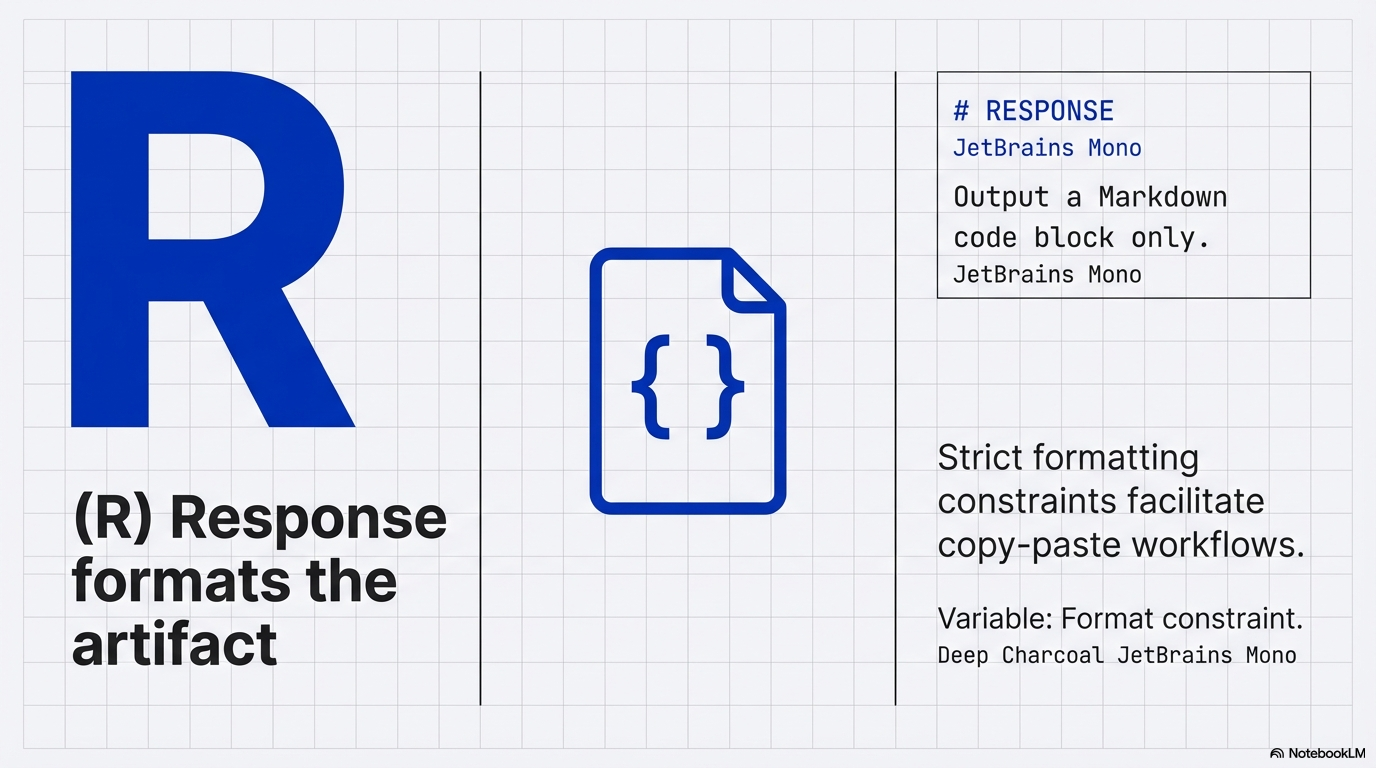 R
(R) Response
formats the
artifact
{ }
# RESPONSE
JetBrains Mono
Output a Markdown
code block only.
JetBrains Mono
Strict formatting
constraints facilitate
copy-paste workflows.
Variable: Format constraint.
Deep Charcoal JetBrains Mono
NotebookLM